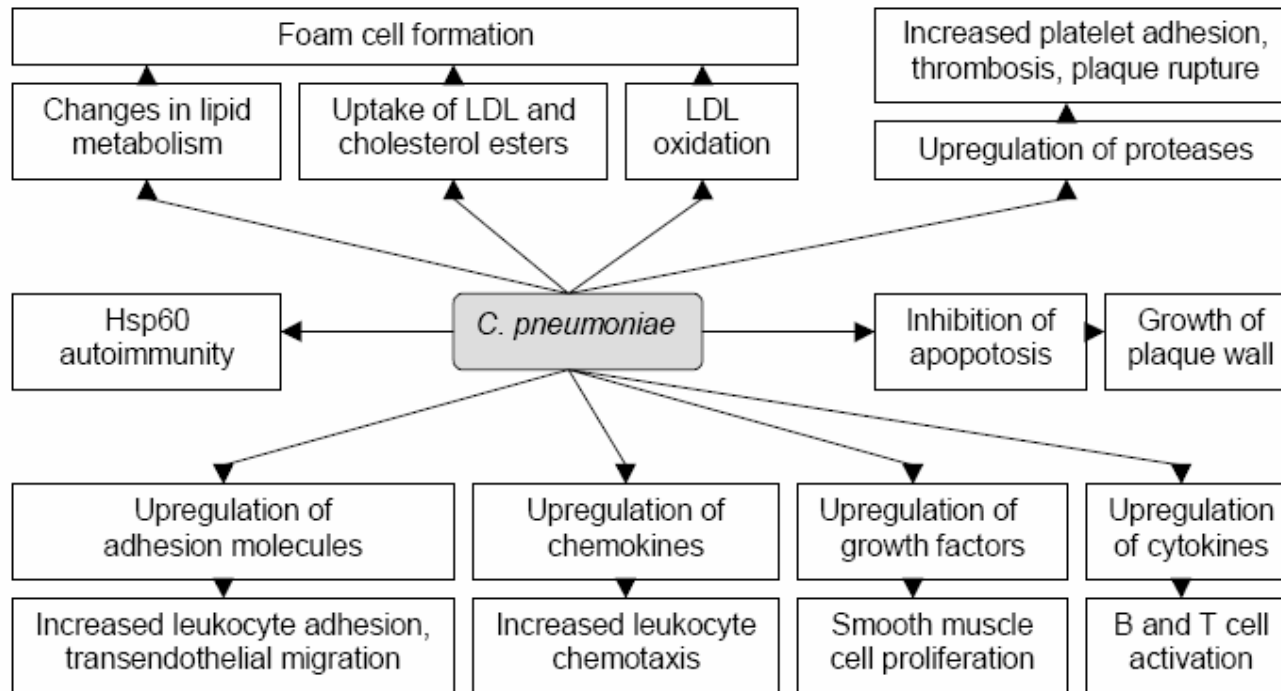 Foam cell formation
Increased platelet adhesion,
thrombosis, plaque rupture
Changes in lipid
metabolism
Uptake of LDL and
cholesterol esters
LDL
oxidation
Upregulation of proteases
Hsp60
autoimmunity
C. pneumoniae
Inhibition of
apopotosis
Growth of
plaque wall
Upregulation of
adhesion molecules
Upregulation of
chemokines
Upregulation of
growth factors
Upregulation
of cytokines
Increased leukocyte adhesion,
transendothelial migration
Increased leukocyte
chemotaxis
Smooth muscle
cell proliferation
B and T cell
activation